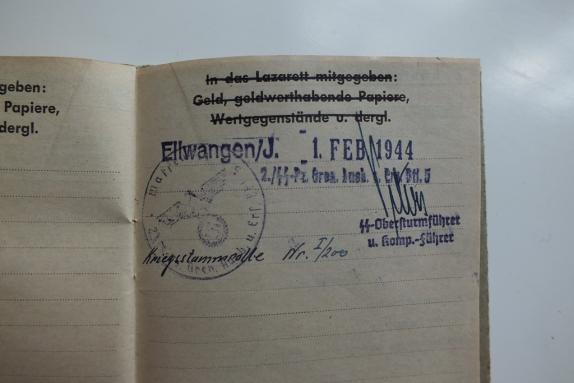 geben:
Papiere,
dergl.
In das Lazarett mitgegeben:
Geld, geldwerthabende Papiere,
Wertgegenstände u. dergl.
Ellwangen/J. - 1. FEB 1944
2./SS-Pz. Gren. Ausb. u. Ers. Btl. 5
SS-Obersturmführer
u. Komp.-Führer
Kriegsstammrolle Nr. I/200